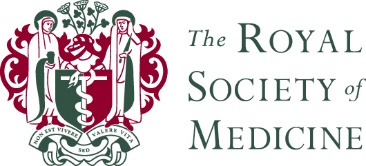 The ROYAL
SOCIETY of
MEDICINE
NON EST VIVERE
SED
VALERE VITA